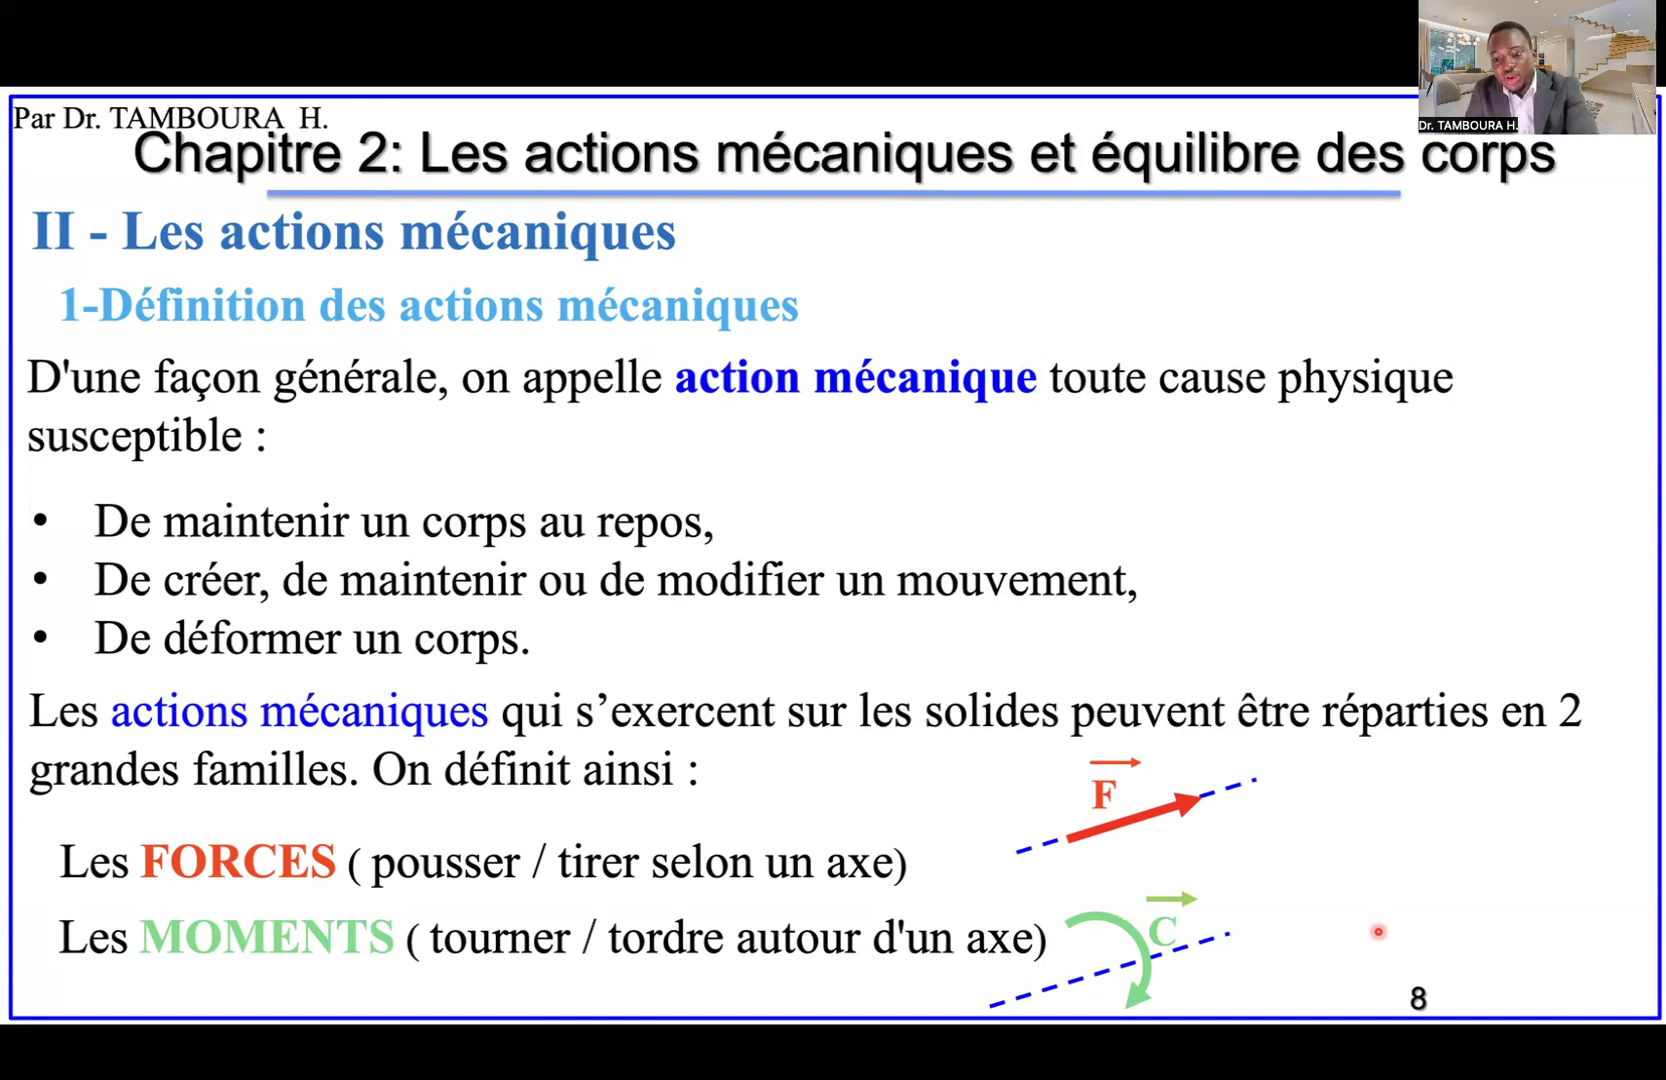 Dr. TAMBOURA H.
Par Dr. TAMBOURA H.
Chapitre 2: Les actions mécaniques et équilibre des corps
II - Les actions mécaniques
1-Définition des actions mécaniques
D'une façon générale, on appelle action mécanique toute cause physique
susceptible :
• De maintenir un corps au repos,
• De créer, de maintenir ou de modifier un mouvement,
• De déformer un corps.
Les actions mécaniques qui s’exercent sur les solides peuvent être réparties en 2
grandes familles. On définit ainsi :
F
Les FORCES ( pousser / tirer selon un axe)
Les MOMENTS ( tourner / tordre autour d'un axe)
C
8